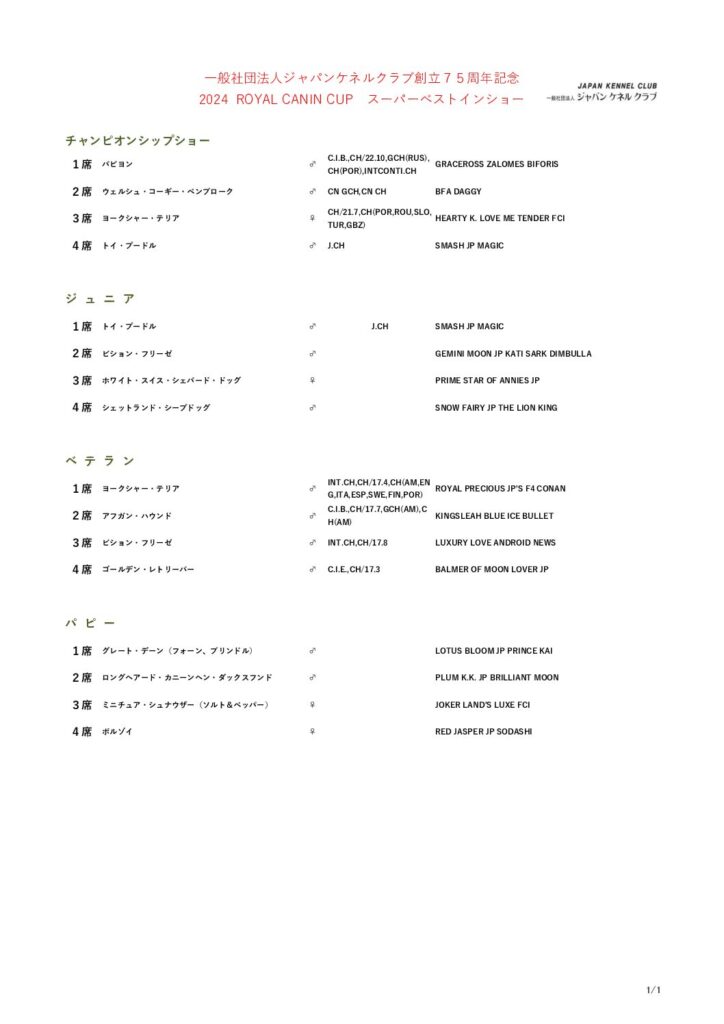 一般社団法人ジャパンケネルクラブ創立７５周年記念
2024 ROYAL CANIN CUP　スーパーベストインショー
JAPAN KENNEL CLUB
一般社団法人 ジャパン ケネル クラブ
チャンピオンシップショー
1席 パピヨン ♂ C.I.B.,CH/22.10,GCH(RUS),CH(POR),INTCONTI.CH GRACEROSS ZALOMES BIFORIS
2席 ウェルシュ・コーギー・ペンブローク ♂ CN GCH,CN CH BFA DAGGY
3席 ヨークシャー・テリア ♀ CH/21.7,CH(POR,ROU,SLO,TUR,GBZ) HEARTY K. LOVE ME TENDER FCI
4席 トイ・プードル ♂ J.CH SMASH JP MAGIC
ジュニア
1席 トイ・プードル ♂ J.CH SMASH JP MAGIC
2席 ビション・フリーゼ ♂ GEMINI MOON JP KATI SARK DIMBULLA
3席 ホワイト・スイス・シェパード・ドッグ ♀ PRIME STAR OF ANNIES JP
4席 シェットランド・シープドッグ ♂ SNOW FAIRY JP THE LION KING
ベテラン
1席 ヨークシャー・テリア ♂ INT.CH,CH/17.4,CH(AM,ENG,ITA,ESP,SWE,FIN,POR) ROYAL PRECIOUS JP'S F4 CONAN
2席 アフガン・ハウンド ♂ C.I.B.,CH/17.7,GCH(AM),CH(AM) KINGSLEAH BLUE ICE BULLET
3席 ビション・フリーゼ ♂ INT.CH,CH/17.8 LUXURY LOVE ANDROID NEWS
4席 ゴールデン・レトリーバー ♂ C.I.E.,CH/17.3 BALMER OF MOON LOVER JP
パピー
1席 グレート・デーン（フォーン、ブリンドル） ♂ LOTUS BLOOM JP PRINCE KAI
2席 ロングヘアード・カニーンヘン・ダックスフンド ♂ PLUM K.K. JP BRILLIANT MOON
3席 ミニチュア・シュナウザー（ソルト＆ペッパー） ♀ JOKER LAND'S LUXE FCI
4席 ボルゾイ ♀ RED JASPER JP SODASHI
1/1